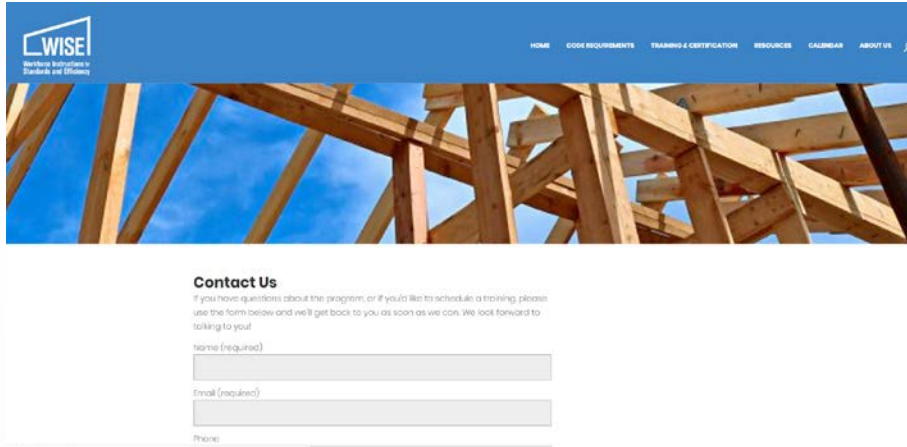 WISE
Workforce Instructions in
Standards and Efficiency
HOME CODE REQUIREMENTS TRAINING & CERTIFICATION RESOURCES CALENDAR ABOUT US
Contact Us
If you have questions about the program, or if you'd like to schedule a training, please
use the form below and we'll get back to you as soon as we can. We look forward to
talking to you!
Name (required)
Email (required)
Phone